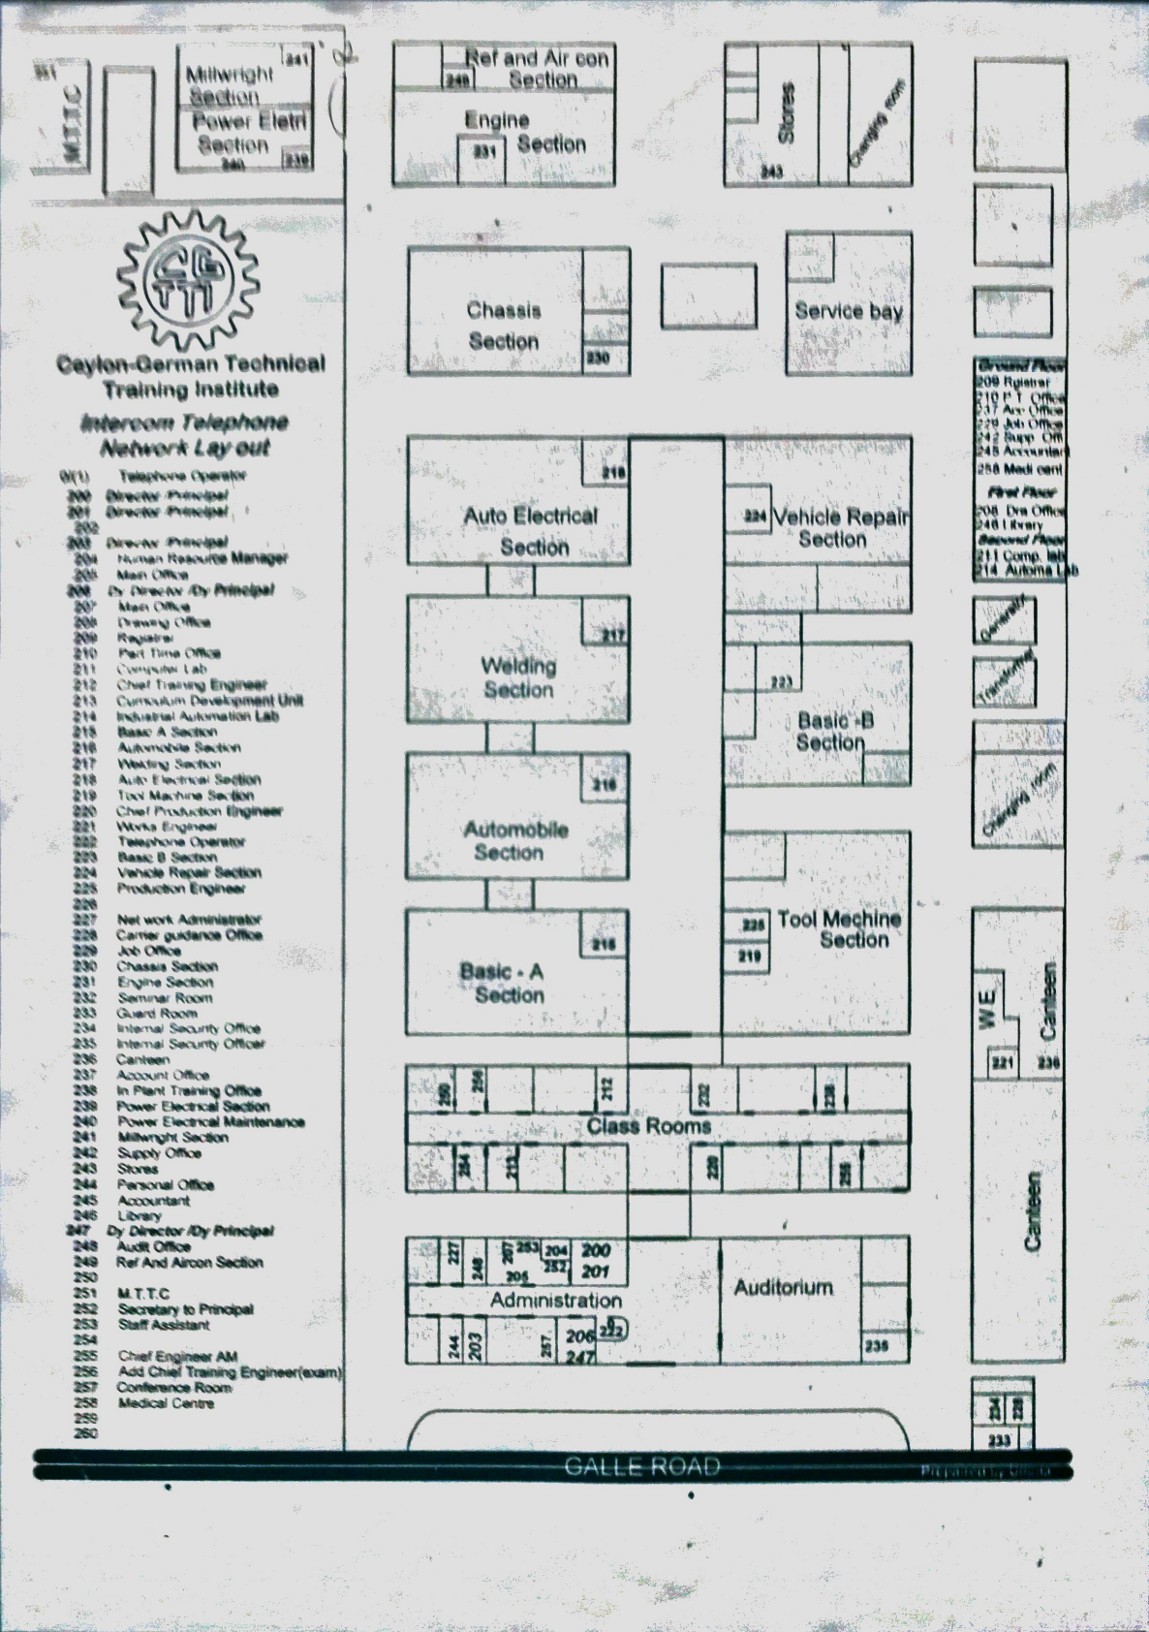 M.T.T.C
241
Millwright
Section
Power Eletri
Section
240 239
Ref and Air con
249 Section
Engine
231 Section
Stores
243
Changing room
Chassis
Section
230
Service bay
Ceylon-German Technical
Training Institute
Intercom Telephone
Network Lay out
0/(1) Telephone Operator
200 Director /Principal
201 Director /Principal
202
203 Director /Principal
204 Human Resource Manager
205 Main Office
206 Dy Director /Dy Principal
207 Main Office
208 Drawing Office
209 Registrar
210 Part Time Office
211 Computer Lab
212 Chief Training Engineer
213 Curriculum Development Unit
214 Industrial Automation Lab
215 Basic A Section
216 Automobile Section
217 Welding Section
218 Auto Electrical Section
219 Tool Machine Section
220 Chief Production Engineer
221 Works Engineer
222 Telephone Operator
223 Basic B Section
224 Vehicle Repair Section
225 Production Engineer
226
227 Net work Administrator
228 Carrier guidance Office
229 Job Office
230 Chassis Section
231 Engine Section
232 Seminar Room
233 Guard Room
234 Internal Security Office
235 Internal Security Officer
236 Canteen
237 Account Office
238 In Plant Training Office
239 Power Electrical Section
240 Power Electrical Maintenance
241 Millwright Section
242 Supply Office
243 Stores
244 Personal Office
245 Accountant
246 Library
247 Dy Director /Dy Principal
248 Audit Office
249 Ref And Aircon Section
250
251 M.T.T.C
252 Secretary to Principal
253 Staff Assistant
254
255 Chief Engineer AM
256 Add Chief Training Engineer(exam)
257 Conference Room
258 Medical Centre
259
260
218
Auto Electrical
Section
217
Welding
Section
216
Automobile
Section
215
Basic - A
Section
224 Vehicle Repair
Section
223
Basic -B
Section
225 Tool Mechine
219 Section
Ground Floor
209 Rgistrar
210 P T Office
237 Acc Office
229 Job Office
242 Supp Off
245 Accountant
258 Medi cent
First Floor
208 Dra Office
246 Library
Second Floor
211 Comp. lab
214 Automa Lab
Generator
Transformer
Changing room
W E
221
Canteen
236
Canteen
250 256 212 232 238
Class Rooms
254 213 220 255
227 248 207 253 204 200
205 252 201
Administration
244 203 257 206 222
247
Auditorium
235
234 228
233
GALLE ROAD